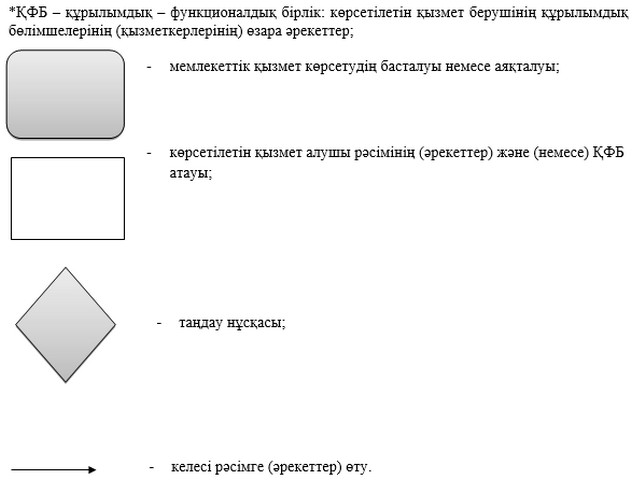 *ҚФБ – құрылымдық – функционалдық бірлік: көрсетілетін қызмет берушінің құрылымдық
бөлімшелерінің (қызметкерлерінің) өзара әрекеттер;
- мемлекеттік қызмет көрсетудің басталуы немесе аяқталуы;
- көрсетілетін қызмет алушы рәсімінің (әрекеттер) және (немесе) ҚФБ
атауы;
- таңдау нұсқасы;
- келесі рәсімге (әрекеттер) өту.